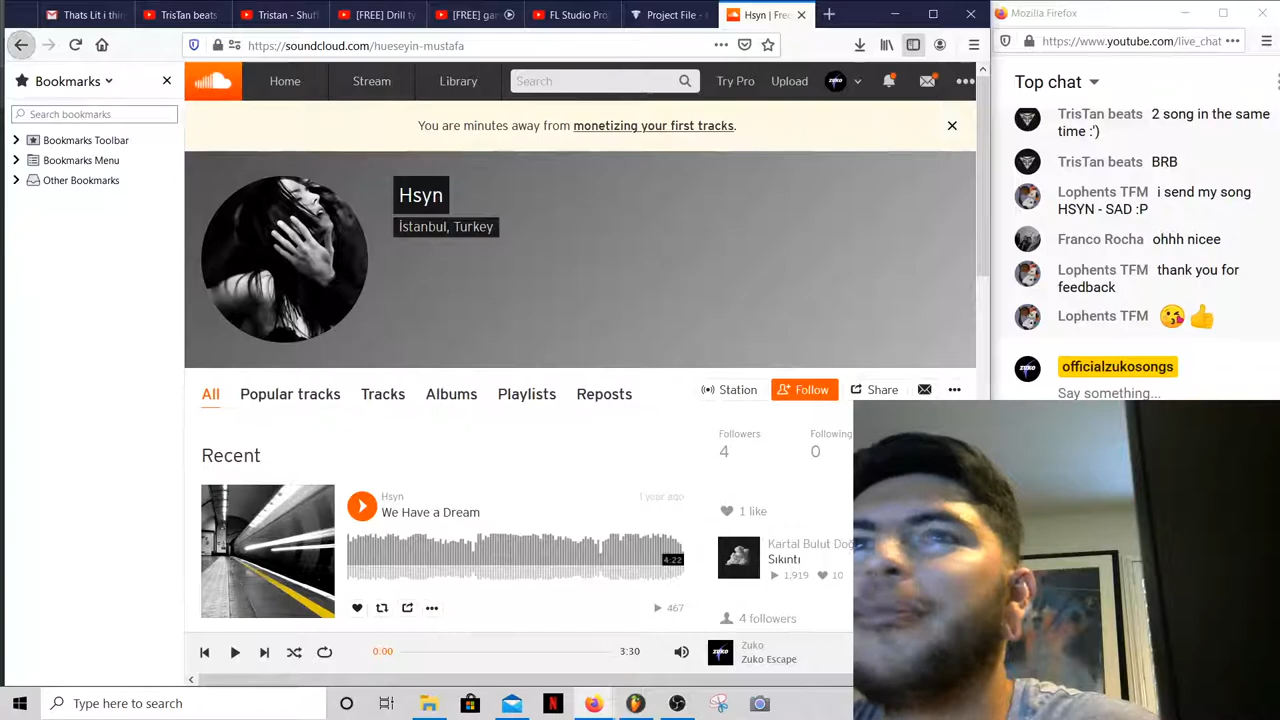 Thats Lit i thi
TrisTan beats
Tristan - Shuf
[FREE] Drill ty
[FREE] gan
FL Studio Pro
Project File -
Hsyn | Free
Mozilla Firefox
https://soundcloud.com/hueseyin-mustafa
https://www.youtube.com/live_chat
Bookmarks
Search bookmarks
Bookmarks Toolbar
Bookmarks Menu
Other Bookmarks
Home
Stream
Library
Search
Try Pro
Upload
You are minutes away from monetizing your first tracks.
Hsyn
İstanbul, Turkey
All
Popular tracks
Tracks
Albums
Playlists
Reposts
Station
Follow
Share
Followers
4
Following
0
Recent
Hsyn
We Have a Dream
1 year ago
4:22
467
1 like
Kartal Bulut Doğ
Sıkıntı
1,919
10
4 followers
0:00
3:30
Zuko
Zuko Escape
Top chat
TrisTan beats 2 song in the same
time :')
TrisTan beats BRB
Lophents TFM i send my song
HSYN - SAD :P
Franco Rocha ohhh nicee
Lophents TFM thank you for
feedback
Lophents TFM 😘👍
officialzukosongs
Say something...
Type here to search